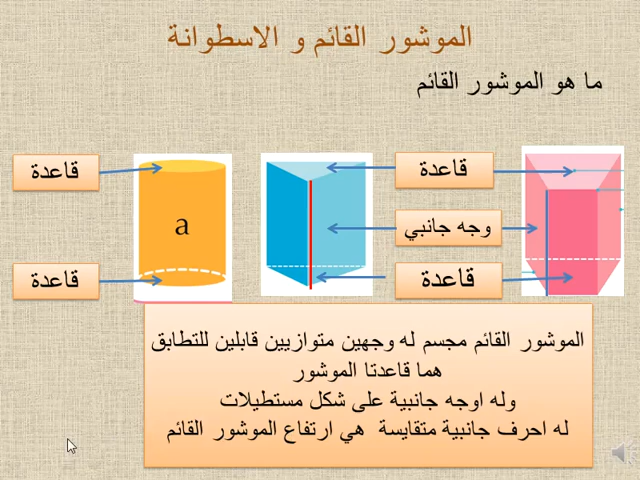 الموشور القائم و الاسطوانة
ما هو الموشور القائم
قاعدة
قاعدة
وجه جانبي
a
قاعدة
قاعدة
الموشور القائم مجسم له وجهين متوازيين قابلين للتطابق
هما قاعدتا الموشور
وله اوجه جانبية على شكل مستطيلات
له احرف جانبية متقايسة هي ارتفاع الموشور القائم